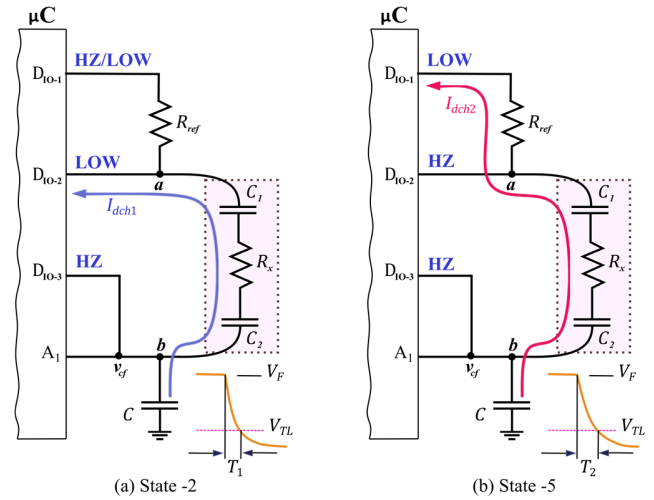 μC
HZ/LOW
D_IO-1
R_ref
LOW
D_IO-2
a
C_1
I_dch1
R_x
HZ
D_IO-3
C_2
b
A_1
v_cf
V_F
C
V_TL
T_1
(a) State -2
μC
LOW
D_IO-1
I_dch2
R_ref
HZ
D_IO-2
a
C_1
R_x
HZ
D_IO-3
C_2
b
A_1
v_cf
V_F
C
V_TL
T_2
(b) State -5